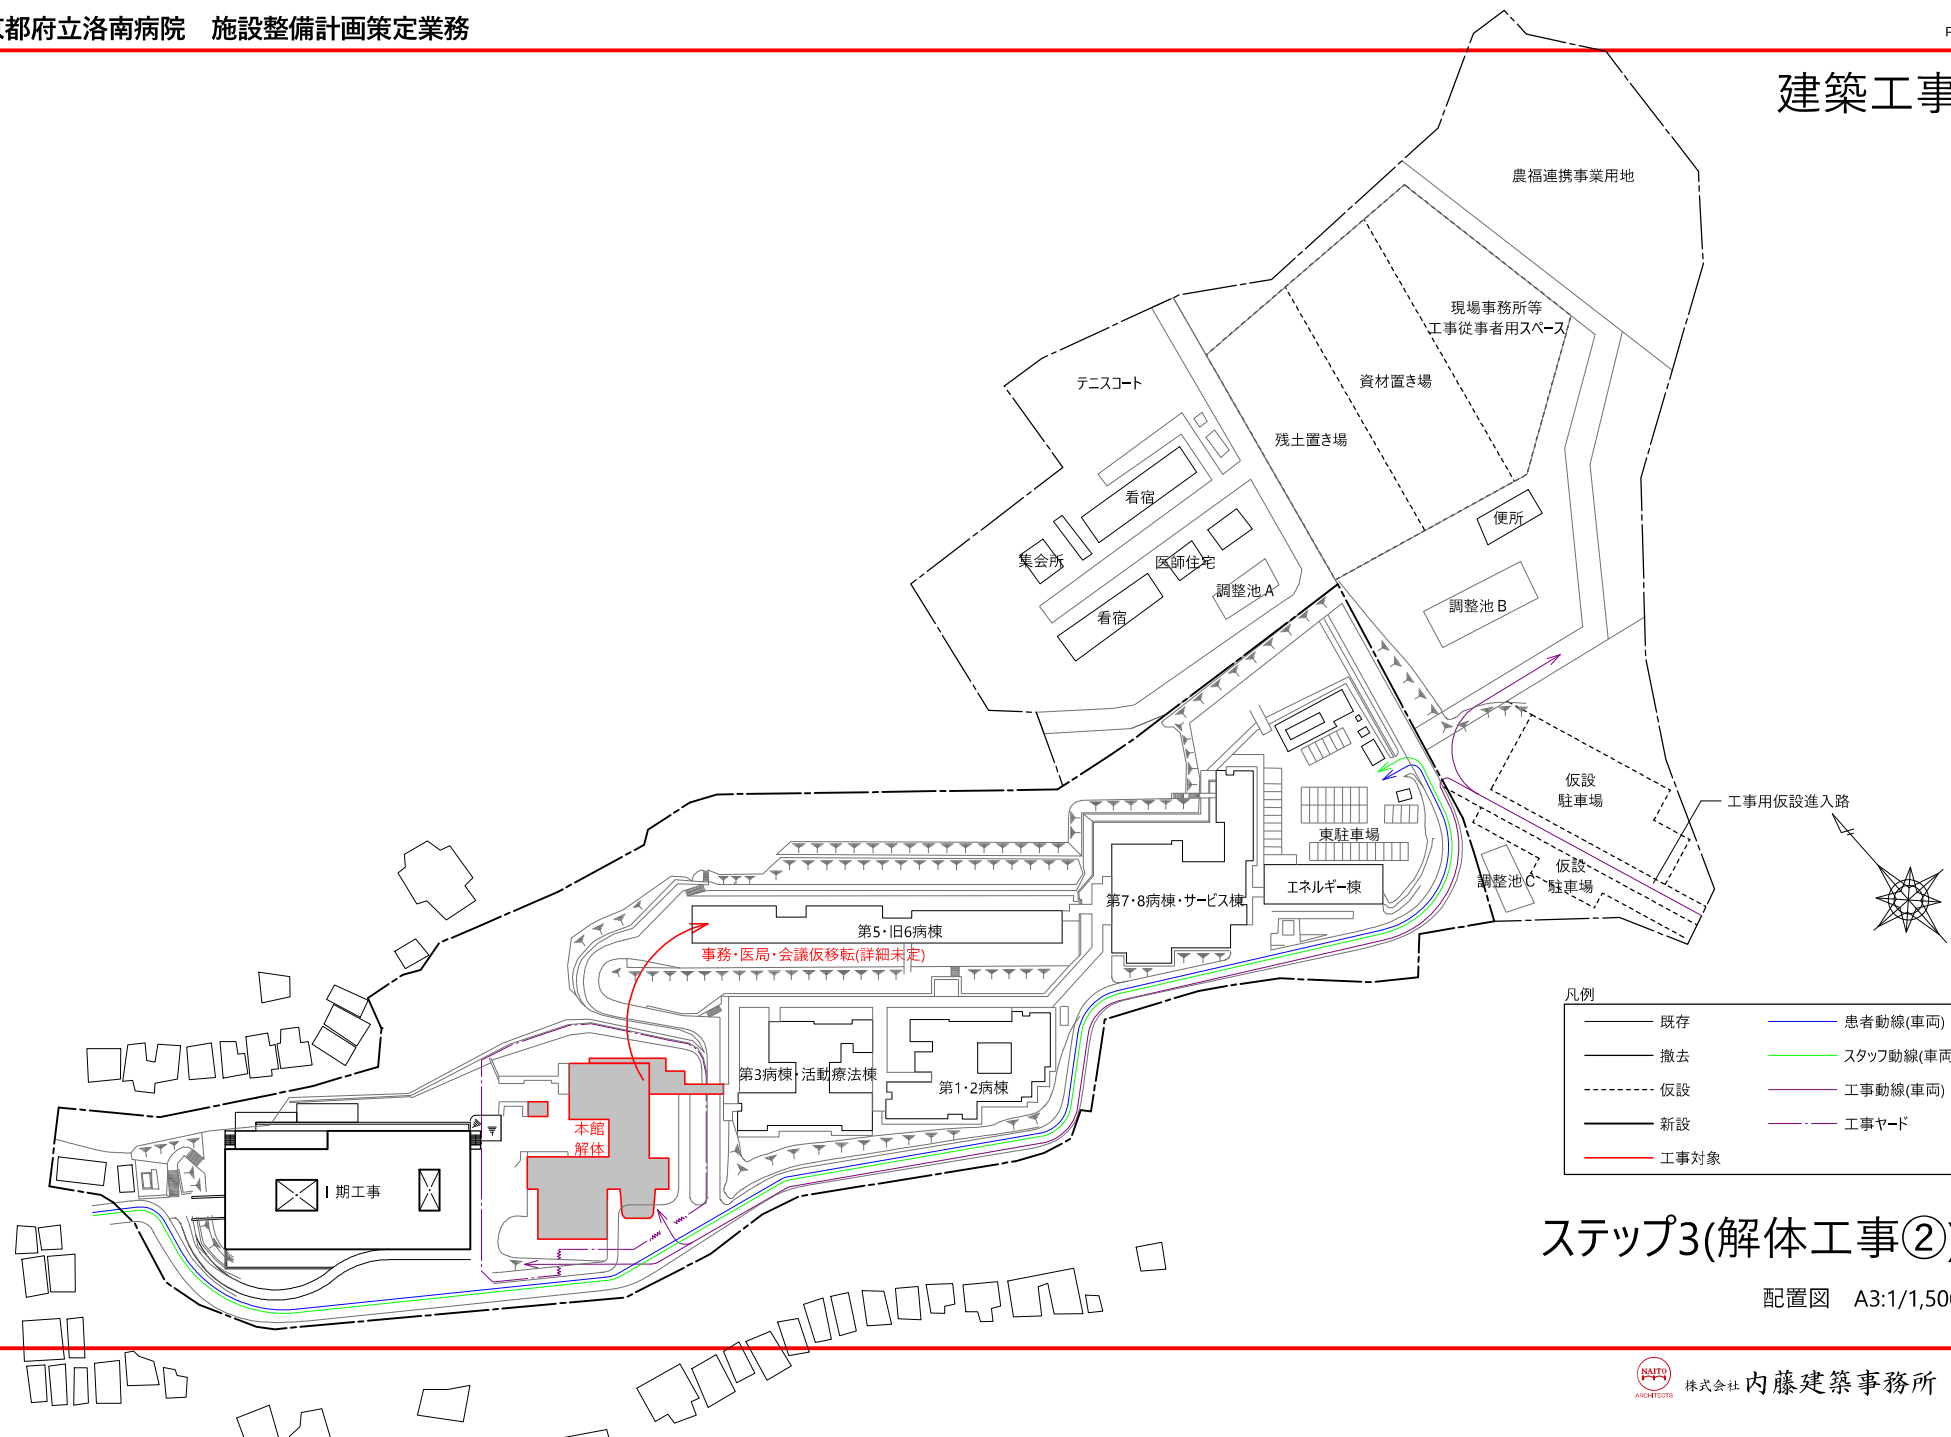 都府立洛南病院　施設整備計画策定業務
建築工事
農福連携事業用地
現場事務所等
工事従事者用スペース
資材置き場
テニスコート
残土置き場
看宿
便所
集会所
医師住宅
調整池A
調整池B
看宿
仮設
駐車場
工事用仮設進入路
東駐車場
仮設
駐車場
調整池C
エネルギー棟
第7・8病棟・サービス棟
第5・旧6病棟
事務・医局・会議仮移転(詳細未定)
凡例
既存
患者動線(車両)
撤去
スタッフ動線(車両
仮設
工事動線(車両)
新設
工事ヤード
工事対象
第3病棟・活動療法棟
第1・2病棟
本館
解体
I期工事
ステップ3(解体工事②)
配置図　A3:1/1,500
NAITO
ARCHITECTS
株式会社 内藤建築事務所